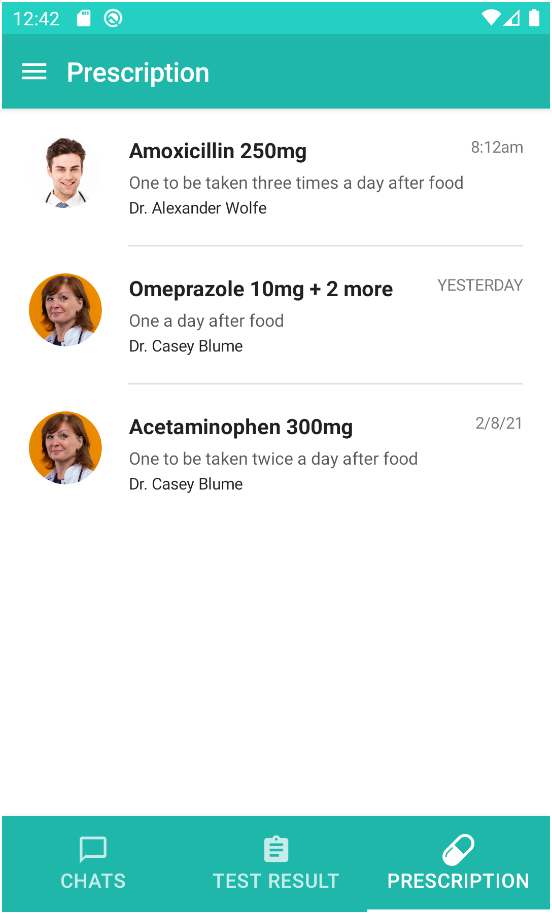 12:42
Prescription
Amoxicillin 250mg 8:12am
One to be taken three times a day after food
Dr. Alexander Wolfe
Omeprazole 10mg + 2 more YESTERDAY
One a day after food
Dr. Casey Blume
Acetaminophen 300mg 2/8/21
One to be taken twice a day after food
Dr. Casey Blume
CHATS TEST RESULT PRESCRIPTION